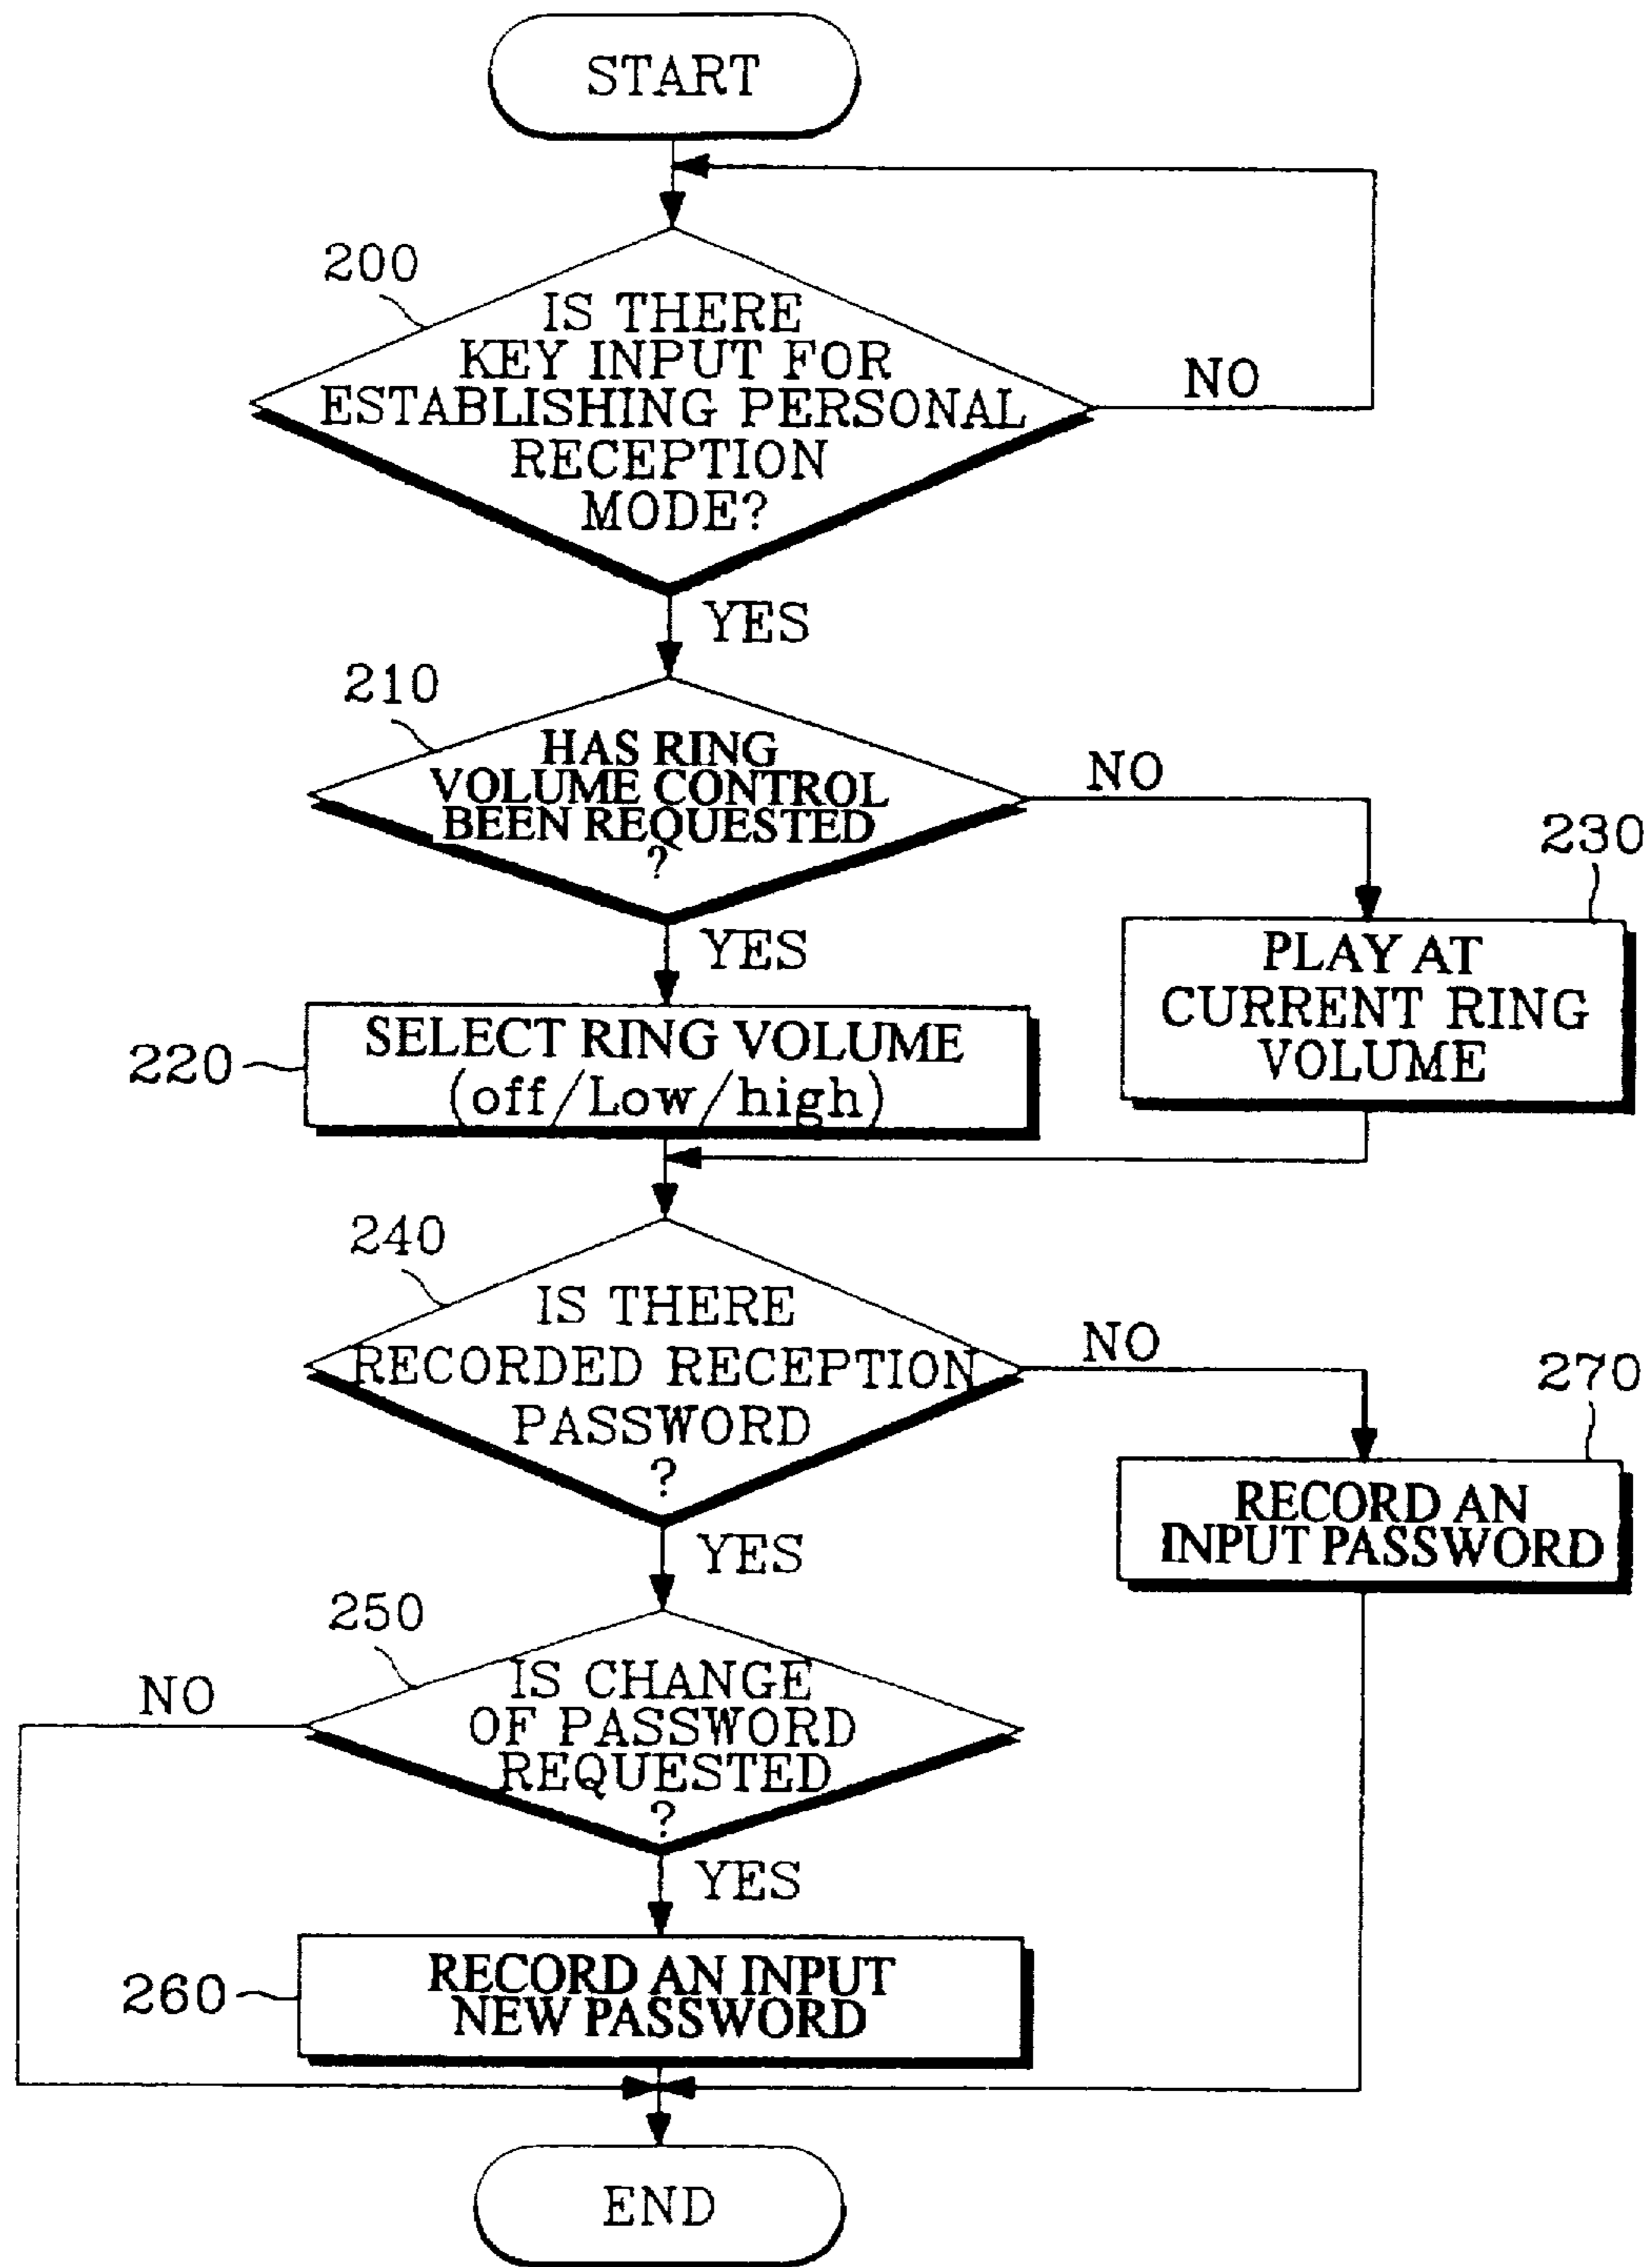 START
200
IS THERE
KEY INPUT FOR
ESTABLISHING PERSONAL
RECEPTION
MODE?
NO
YES
210
HAS RING
VOLUME CONTROL
BEEN REQUESTED
?
NO
YES
230
PLAY AT
CURRENT RING
VOLUME
220
SELECT RING VOLUME
(off/Low/high)
240
IS THERE
RECORDED RECEPTION
PASSWORD
?
NO
YES
270
RECORD AN
INPUT PASSWORD
250
IS CHANGE
OF PASSWORD
REQUESTED
?
NO
YES
260
RECORD AN INPUT
NEW PASSWORD
END